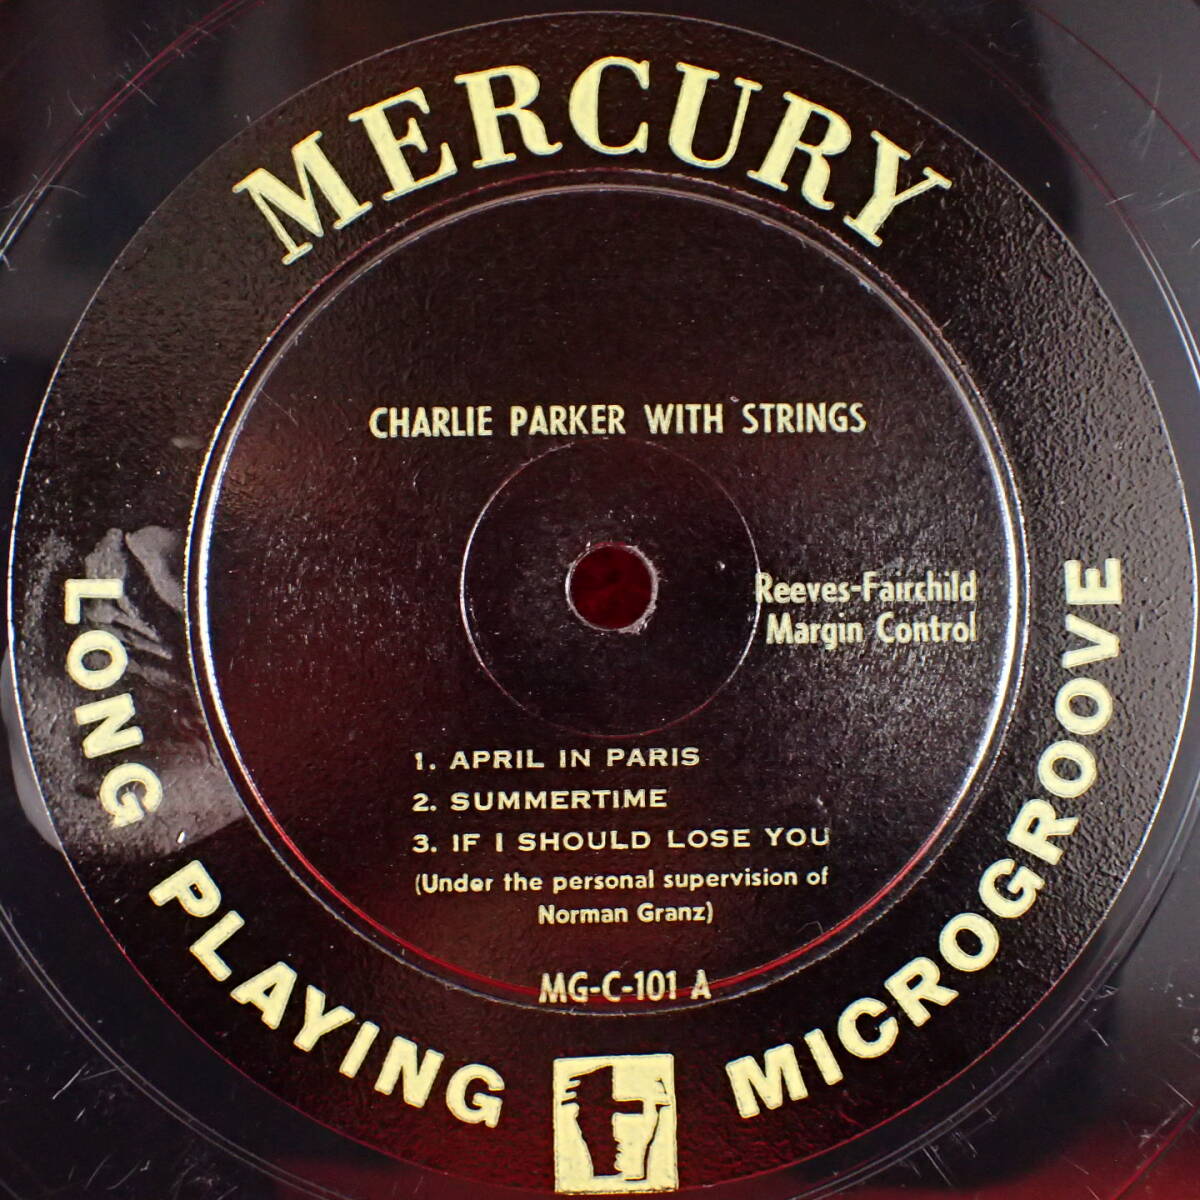 MERCURY
CHARLIE PARKER WITH STRINGS
Reeves-Fairchild
Margin Control
1. APRIL IN PARIS
2. SUMMERTIME
3. IF I SHOULD LOSE YOU
(Under the personal supervision of
Norman Granz)
MG-C-101 A
LONG PLAYING MICROGROOVE